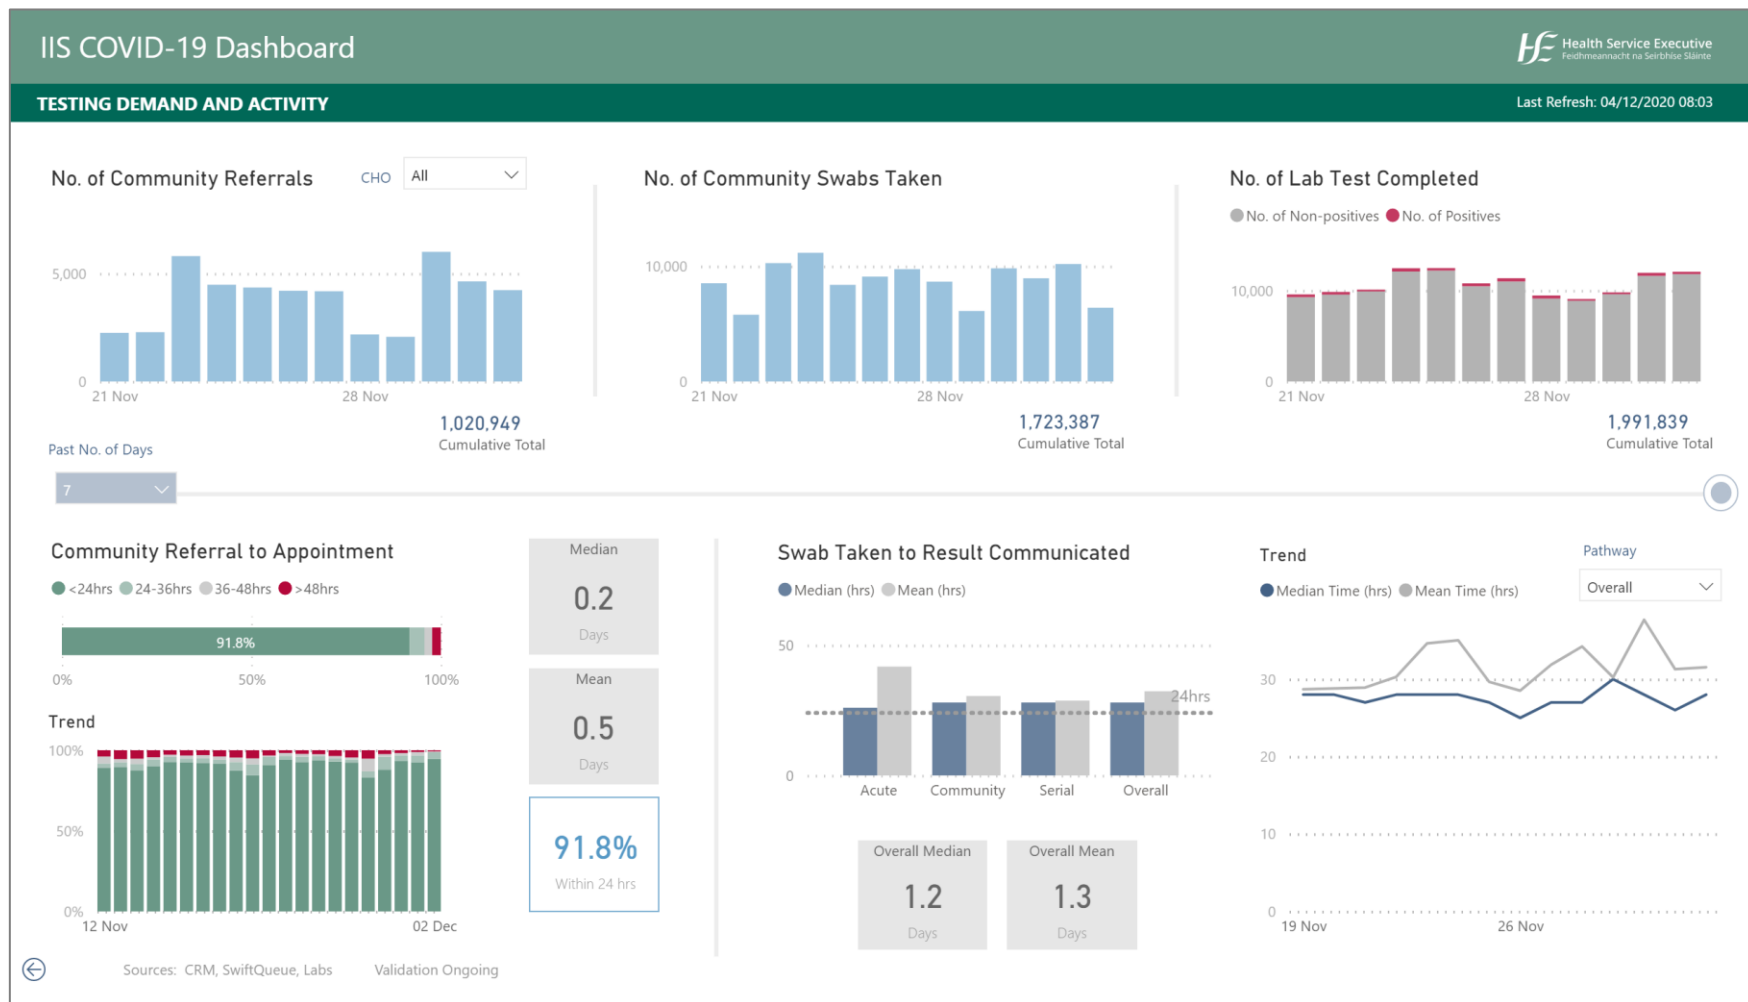 IIS COVID-19 Dashboard
Health Service Executive
Feidhmeannacht na Seirbhíse Sláinte
TESTING DEMAND AND ACTIVITY
Last Refresh: 04/12/2020 08:03
No. of Community Referrals
CHO
All
5,000
0
21 Nov
28 Nov
1,020,949
Cumulative Total
No. of Community Swabs Taken
10,000
0
21 Nov
28 Nov
1,723,387
Cumulative Total
No. of Lab Test Completed
No. of Non-positives No. of Positives
10,000
0
21 Nov
28 Nov
1,991,839
Cumulative Total
Past No. of Days
7
Community Referral to Appointment
<24hrs 24-36hrs 36-48hrs >48hrs
91.8%
0% 50% 100%
Trend
100%
50%
0%
12 Nov
02 Dec
Median
0.2
Days
Mean
0.5
Days
91.8%
Within 24 hrs
Swab Taken to Result Communicated
Median (hrs) Mean (hrs)
50
24hrs
0
Acute Community Serial Overall
Overall Median
1.2
Days
Overall Mean
1.3
Days
Trend
Pathway
Overall
Median Time (hrs) Mean Time (hrs)
30
20
10
0
19 Nov
26 Nov
Sources: CRM, SwiftQueue, Labs
Validation Ongoing